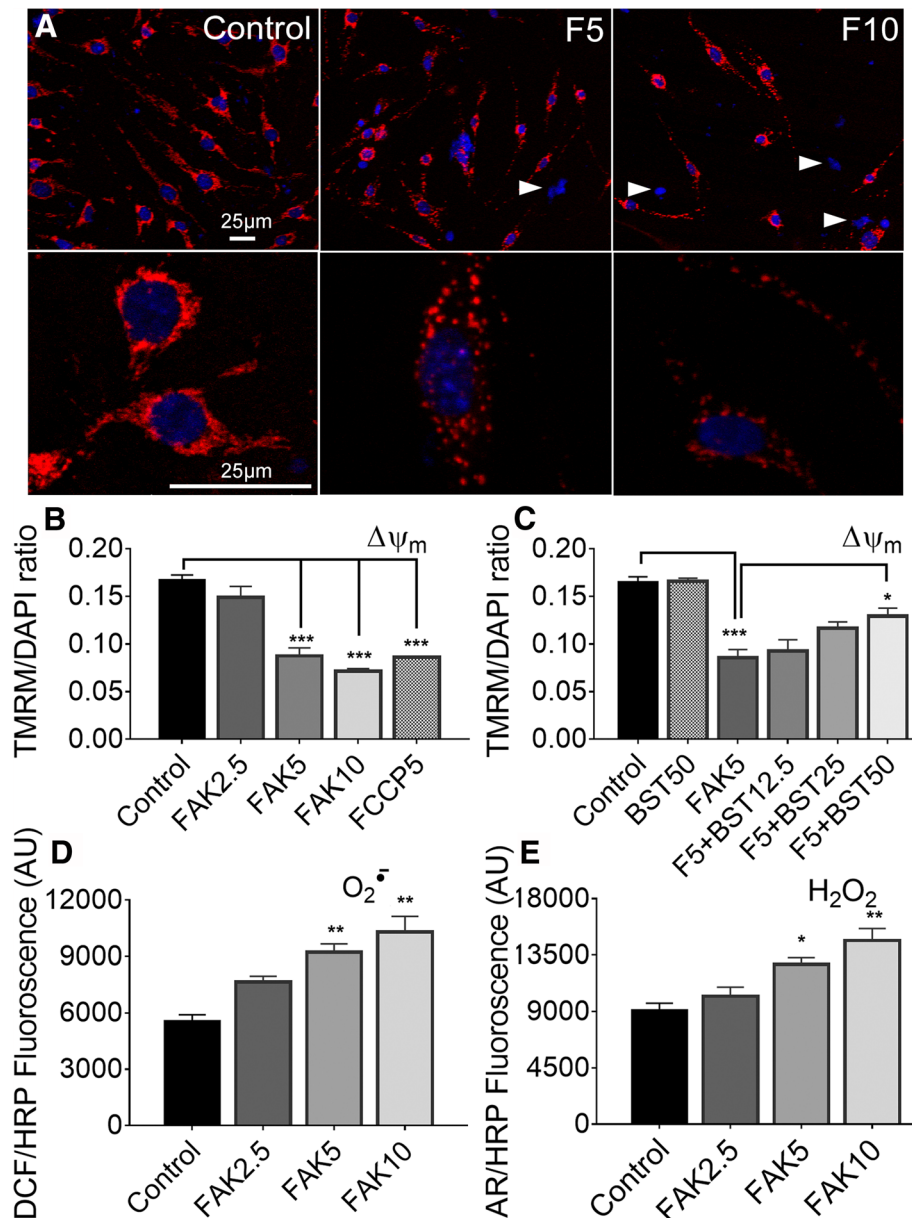 A
Control
F5
F10
25µm
25µm
B
Δψm
TMRM/DAPI ratio
0.20
0.15
0.10
0.05
0.00
***
***
***
Control
FAK2.5
FAK5
FAK10
FCCP5
C
Δψm
TMRM/DAPI ratio
0.20
0.15
0.10
0.05
0.00
***
*
Control
BST50
FAK5
F5+BST12.5
F5+BST25
F5+BST50
D
O2•-
DCF/HRP Fluoroscence (AU)
12000
9000
6000
3000
0
**
**
Control
FAK2.5
FAK5
FAK10
E
H2O2
AR/HRP Fluoroscence (AU)
18000
13500
9000
4500
0
*
**
Control
FAK2.5
FAK5
FAK10